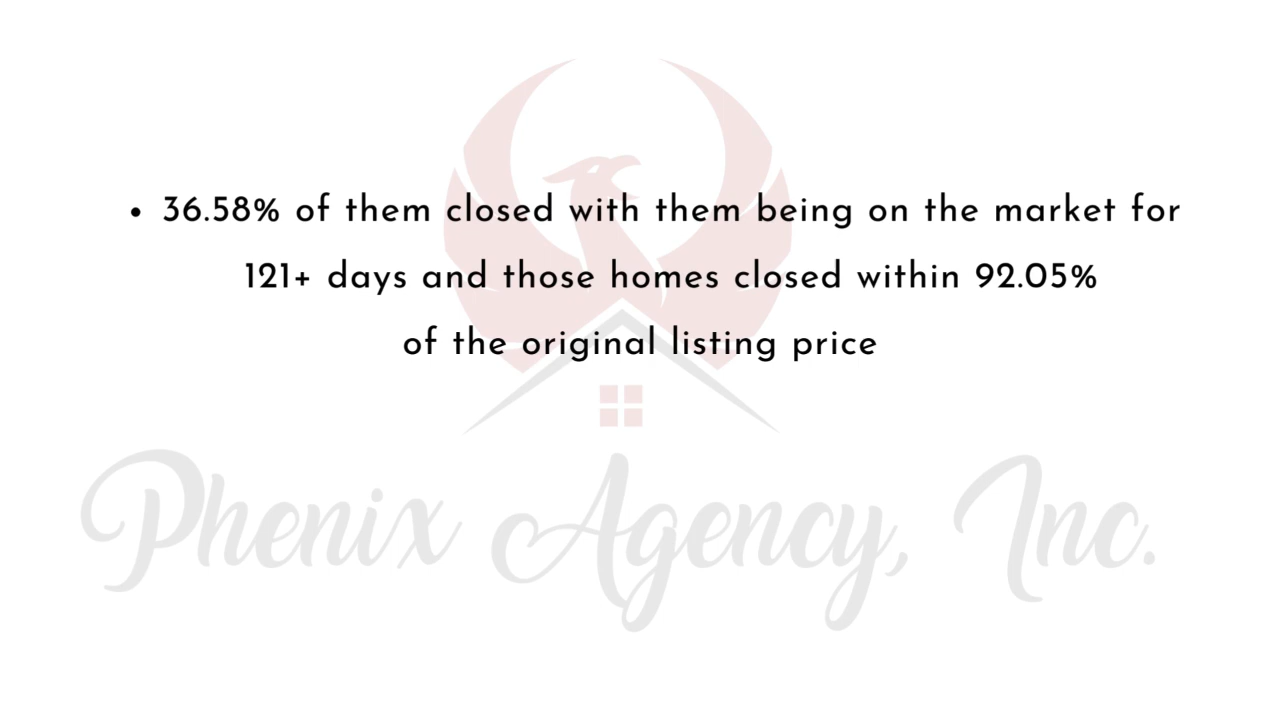 • 36.58% of them closed with them being on the market for
121+ days and those homes closed within 92.05%
of the original listing price
Phenix Agency, Inc.